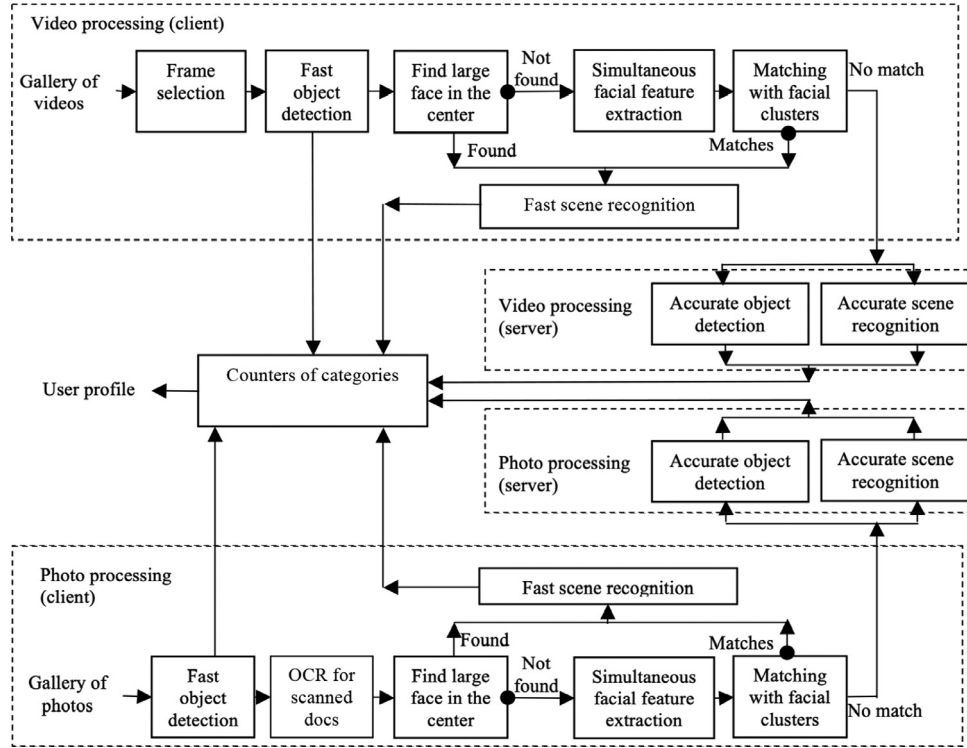 Video processing (client)
Gallery of
videos
Frame
selection
Fast
object
detection
Find large
face in the
center
Not
found
Simultaneous
facial feature
extraction
Matching
with facial
clusters
No match
Found
Matches
Fast scene recognition
Video processing
(server)
Accurate object
detection
Accurate scene
recognition
User profile
Counters of categories
Photo processing
(server)
Accurate object
detection
Accurate scene
recognition
Photo processing
(client)
Fast scene recognition
Found
Matches
Gallery of
photos
Fast
object
detection
OCR for
scanned
docs
Find large
face in the
center
Not
found
Simultaneous
facial feature
extraction
Matching
with facial
clusters
No match